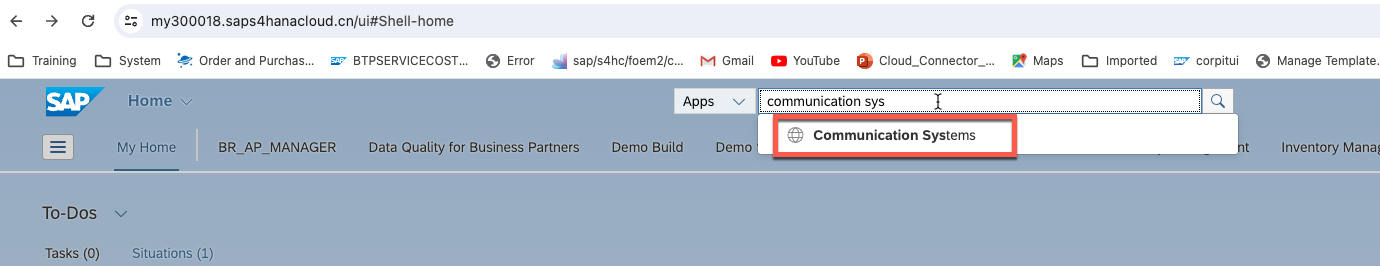 my300018.saps4hanacloud.cn/ui#Shell-home
Training System Order and Purchas... BTPSERVICECOST... Error sap/s4hc/foem2/c... Gmail YouTube Cloud_Connector_... Maps Imported corpitui Manage Template.
SAP Home Apps communication sys
Communication Systems
My Home BR_AP_MANAGER Data Quality for Business Partners Demo Build Demo Inventory Mana
To-Dos
Tasks (0) Situations (1)